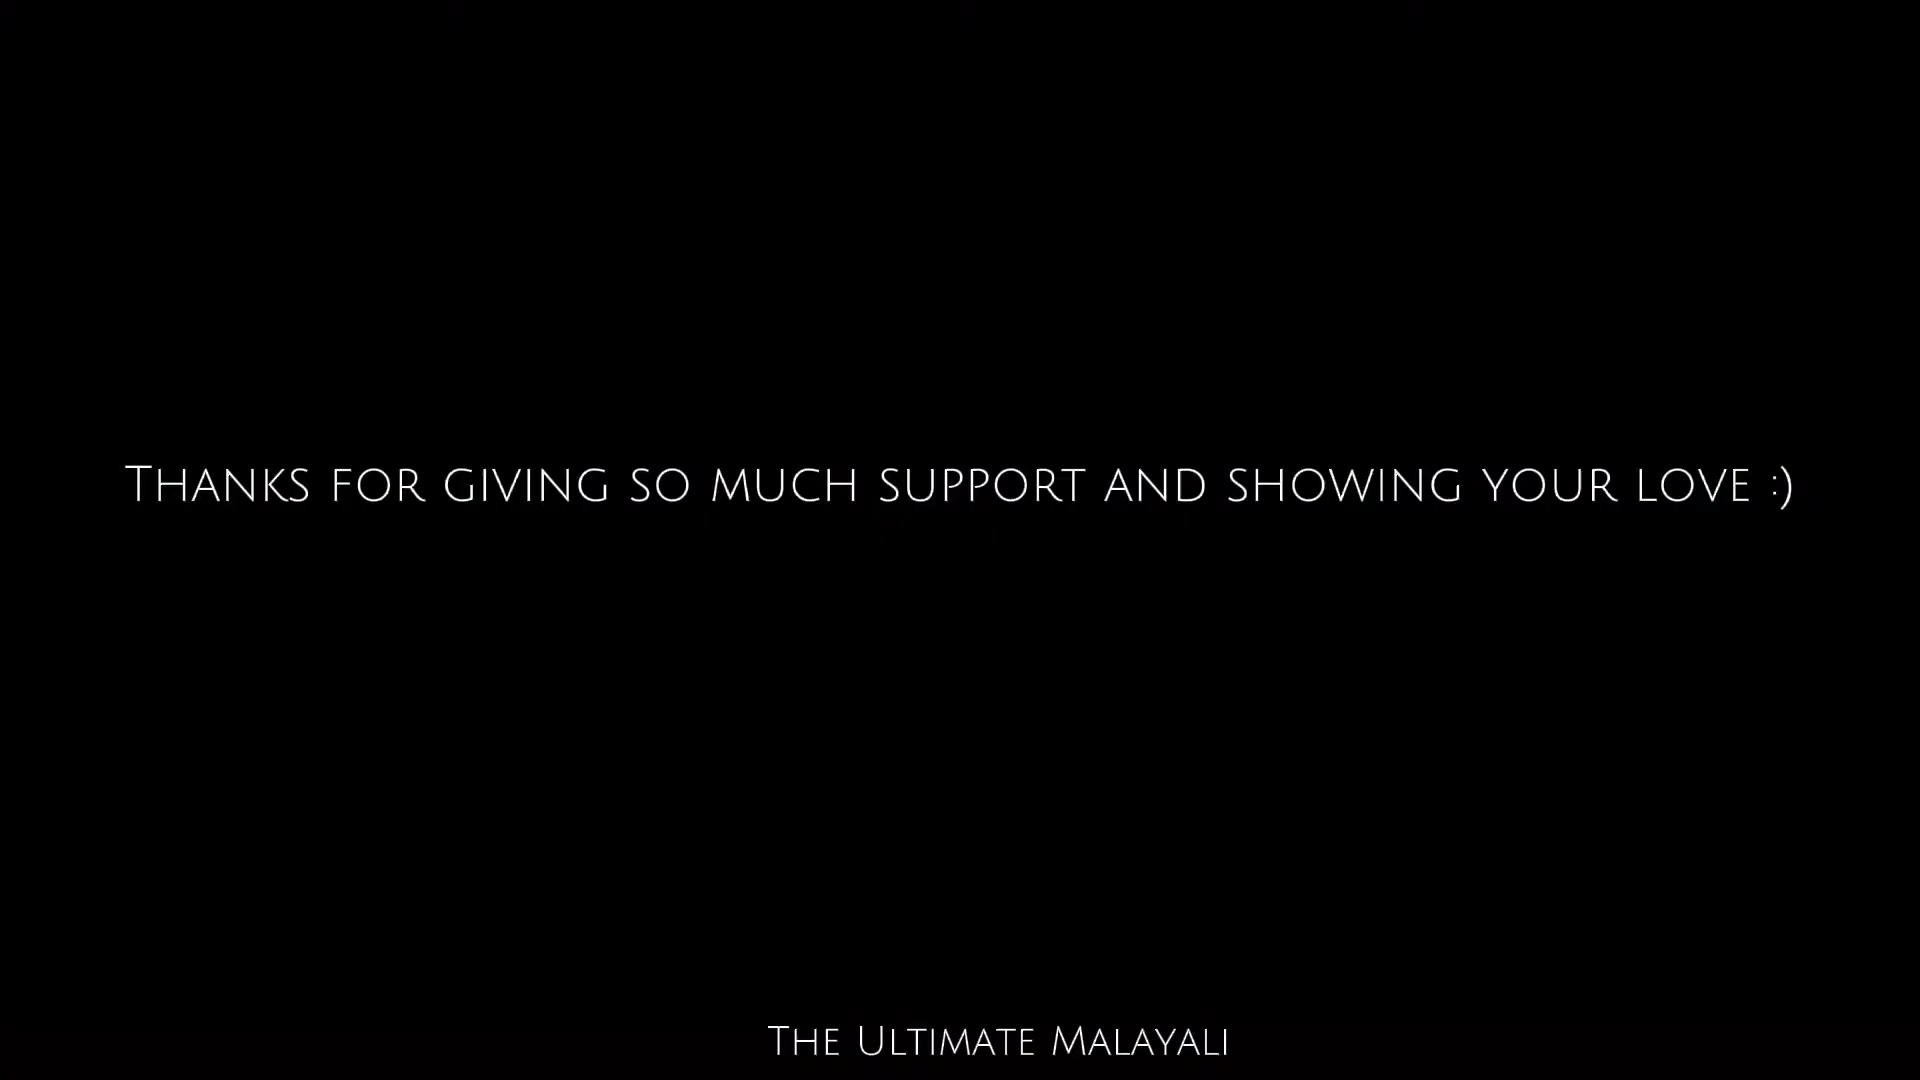 Thanks for giving so much support and showing your love :)
The Ultimate Malayali